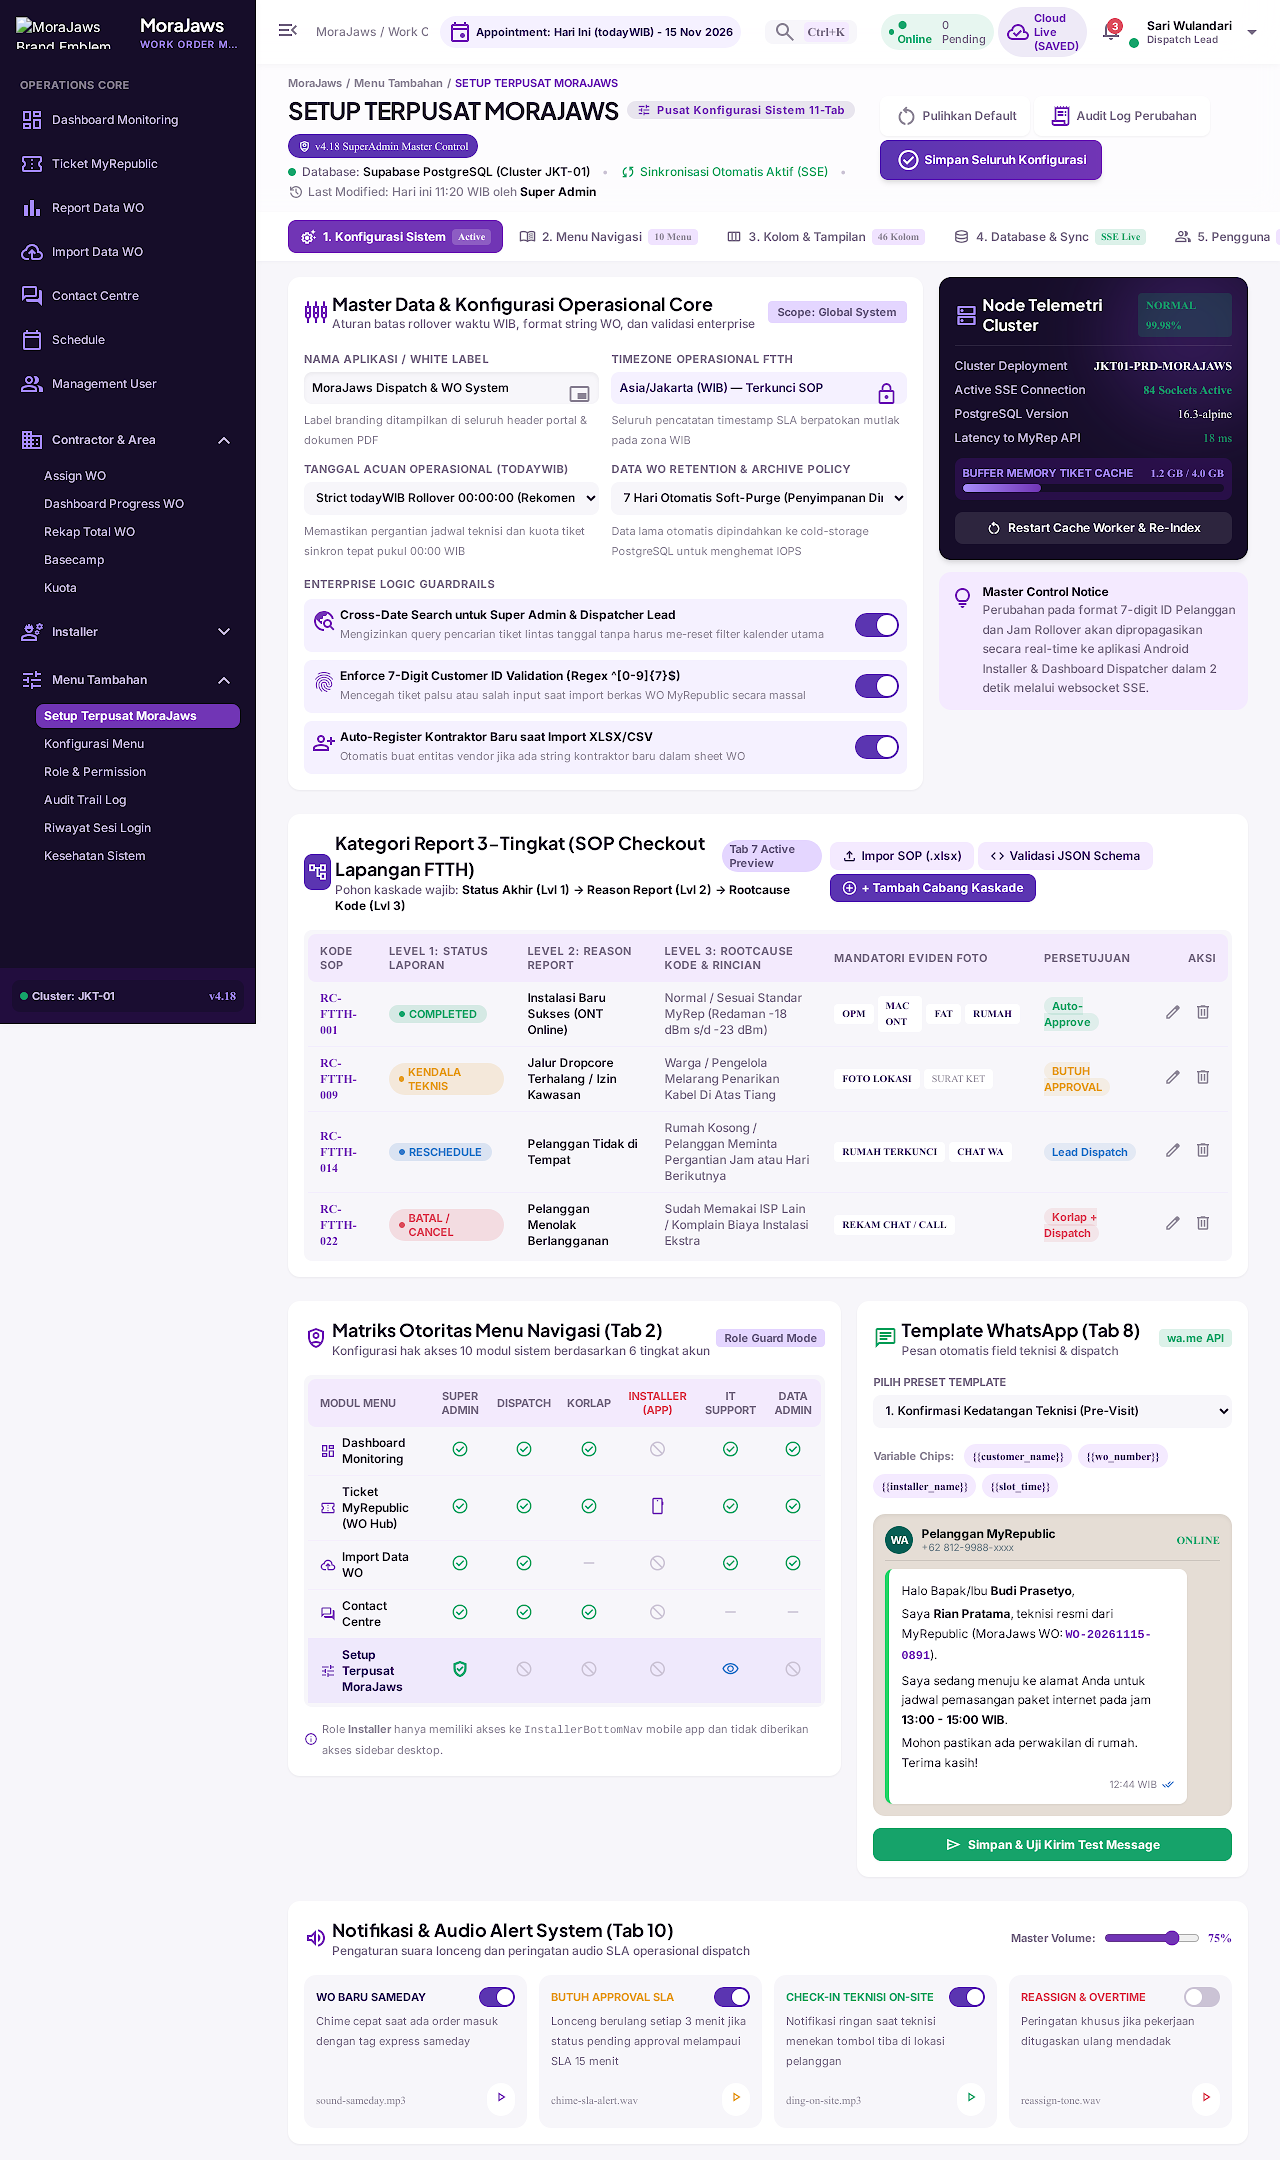 MoraJaws Brand Emblem
MoraJaws
WORK ORDER M...
OPERATIONS CORE
Dashboard Monitoring
Ticket MyRepublic
Report Data WO
Import Data WO
Contact Centre
Schedule
Management User
Contractor & Area
Assign WO
Dashboard Progress WO
Rekap Total WO
Basecamp
Kuota
Installer
Menu Tambahan
Setup Terpusat MoraJaws
Konfigurasi Menu
Role & Permission
Audit Trail Log
Riwayat Sesi Login
Kesehatan Sistem
Cluster: JKT-01
v4.18
MoraJaws / Work C
Appointment: Hari Ini (todayWIB) - 15 Nov 2026
Ctrl+K
● Online
0 Pending
Cloud Live (SAVED)
3
Sari Wulandari
Dispatch Lead
MoraJaws / Menu Tambahan / SETUP TERPUSAT MORAJAWS
SETUP TERPUSAT MORAJAWS
Pusat Konfigurasi Sistem 11-Tab
v4.18 SuperAdmin Master Control
Database: Supabase PostgreSQL (Cluster JKT-01)
Sinkronisasi Otomatis Aktif (SSE)
Last Modified: Hari ini 11:20 WIB oleh Super Admin
Pulihkan Default
Audit Log Perubahan
Simpan Seluruh Konfigurasi
1. Konfigurasi Sistem Active
2. Menu Navigasi 10 Menu
3. Kolom & Tampilan 46 Kolom
4. Database & Sync SSE Live
5. Pengguna
Master Data & Konfigurasi Operasional Core
Aturan batas rollover waktu WIB, format string WO, dan validasi enterprise
Scope: Global System
NAMA APLIKASI / WHITE LABEL
MoraJaws Dispatch & WO System
Label branding ditampilkan di seluruh header portal &
dokumen PDF
TIMEZONE OPERASIONAL FTTH
Asia/Jakarta (WIB) — Terkunci SOP
Seluruh pencatatan timestamp SLA berpatokan mutlak
pada zona WIB
TANGGAL ACUAN OPERASIONAL (TODAYWIB)
Strict todayWIB Rollover 00:00:00 (Rekomen
Memastikan pergantian jadwal teknisi dan kuota tiket
sinkron tepat pukul 00:00 WIB
DATA WO RETENTION & ARCHIVE POLICY
7 Hari Otomatis Soft-Purge (Penyimpanan Din
Data lama otomatis dipindahkan ke cold-storage
PostgreSQL untuk menghemat IOPS
ENTERPRISE LOGIC GUARDRAILS
Cross-Date Search untuk Super Admin & Dispatcher Lead
Mengizinkan query pencarian tiket lintas tanggal tanpa harus me-reset filter kalender utama
Enforce 7-Digit Customer ID Validation (Regex ^[0-9]{7}$)
Mencegah tiket palsu atau salah input saat import berkas WO MyRepublic secara massal
Auto-Register Kontraktor Baru saat Import XLSX/CSV
Otomatis buat entitas vendor jika ada string kontraktor baru dalam sheet WO
Node Telemetri Cluster
NORMAL 99.98%
Cluster Deployment JKT01-PRD-MORAJAWS
Active SSE Connection 84 Sockets Active
PostgreSQL Version 16.3-alpine
Latency to MyRep API 18 ms
BUFFER MEMORY TIKET CACHE 1.2 GB / 4.0 GB
Restart Cache Worker & Re-Index
Master Control Notice
Perubahan pada format 7-digit ID Pelanggan
dan Jam Rollover akan dipropagasikan
secara real-time ke aplikasi Android
Installer & Dashboard Dispatcher dalam 2
detik melalui websocket SSE.
Kategori Report 3-Tingkat (SOP Checkout
Lapangan FTTH)
Tab 7 Active Preview
Pohon kaskade wajib: Status Akhir (Lvl 1) → Reason Report (Lvl 2) → Rootcause
Kode (Lvl 3)
Impor SOP (.xlsx)
Validasi JSON Schema
+ Tambah Cabang Kaskade
KODE SOP
LEVEL 1: STATUS LAPORAN
LEVEL 2: REASON REPORT
LEVEL 3: ROOTCAUSE KODE & RINCIAN
MANDATORI EVIDEN FOTO
PERSETUJUAN
AKSI
RC-FTTH-001
COMPLETED
Instalasi Baru Sukses (ONT Online)
Normal / Sesuai Standar MyRep (Redaman -18 dBm s/d -23 dBm)
OPM
MAC ONT
FAT
RUMAH
Auto-Approve
RC-FTTH-009
KENDALA TEKNIS
Jalur Dropcore Terhalang / Izin Kawasan
Warga / Pengelola Melarang Penarikan Kabel Di Atas Tiang
FOTO LOKASI
SURAT KET
BUTUH APPROVAL
RC-FTTH-014
RESCHEDULE
Pelanggan Tidak di Tempat
Rumah Kosong / Pelanggan Meminta Pergantian Jam atau Hari Berikutnya
RUMAH TERKUNCI
CHAT WA
Lead Dispatch
RC-FTTH-022
BATAL / CANCEL
Pelanggan Menolak Berlangganan
Sudah Memakai ISP Lain / Komplain Biaya Instalasi Ekstra
REKAM CHAT / CALL
Korlap + Dispatch
Matriks Otoritas Menu Navigasi (Tab 2)
Konfigurasi hak akses 10 modul sistem berdasarkan 6 tingkat akun
Role Guard Mode
MODUL MENU
SUPER ADMIN
DISPATCH
KORLAP
INSTALLER (APP)
IT SUPPORT
DATA ADMIN
Dashboard Monitoring
Ticket MyRepublic (WO Hub)
Import Data WO
Contact Centre
Setup Terpusat MoraJaws
Role Installer hanya memiliki akses ke InstallerBottomNav mobile app dan tidak diberikan
akses sidebar desktop.
Template WhatsApp (Tab 8)
Pesan otomatis field teknisi & dispatch
wa.me API
PILIH PRESET TEMPLATE
1. Konfirmasi Kedatangan Teknisi (Pre-Visit)
Variable Chips: {{customer_name}} {{wo_number}}
{{installer_name}} {{slot_time}}
WA
Pelanggan MyRepublic
+62 812-9988-xxxx
ONLINE
Halo Bapak/Ibu Budi Prasetyo,
Saya Rian Pratama, teknisi resmi dari
MyRepublic (MoraJaws WO: WO-20261115-
0891).
Saya sedang menuju ke alamat Anda untuk
jadwal pemasangan paket internet pada jam
13:00 - 15:00 WIB.
Mohon pastikan ada perwakilan di rumah.
Terima kasih!
12:44 WIB
Simpan & Uji Kirim Test Message
Notifikasi & Audio Alert System (Tab 10)
Pengaturan suara lonceng dan peringatan audio SLA operasional dispatch
Master Volume: 75%
WO BARU SAMEDAY
Chime cepat saat ada order masuk
dengan tag express sameday
sound-sameday.mp3
BUTUH APPROVAL SLA
Lonceng berulang setiap 3 menit jika
status pending approval melampaui
SLA 15 menit
chime-sla-alert.wav
CHECK-IN TEKNISI ON-SITE
Notifikasi ringan saat teknisi
menekan tombol tiba di lokasi
pelanggan
ding-on-site.mp3
REASSIGN & OVERTIME
Peringatan khusus jika pekerjaan
ditugaskan ulang mendadak
reassign-tone.wav